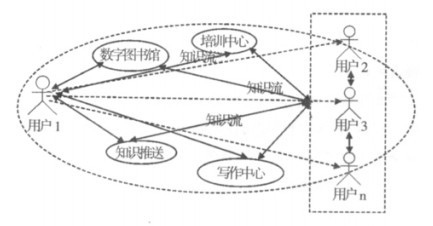 培训中心
数字图书馆
知识流
用户2
知识流
用户1
用户3
知识流
知识推送
写作中心
用户n